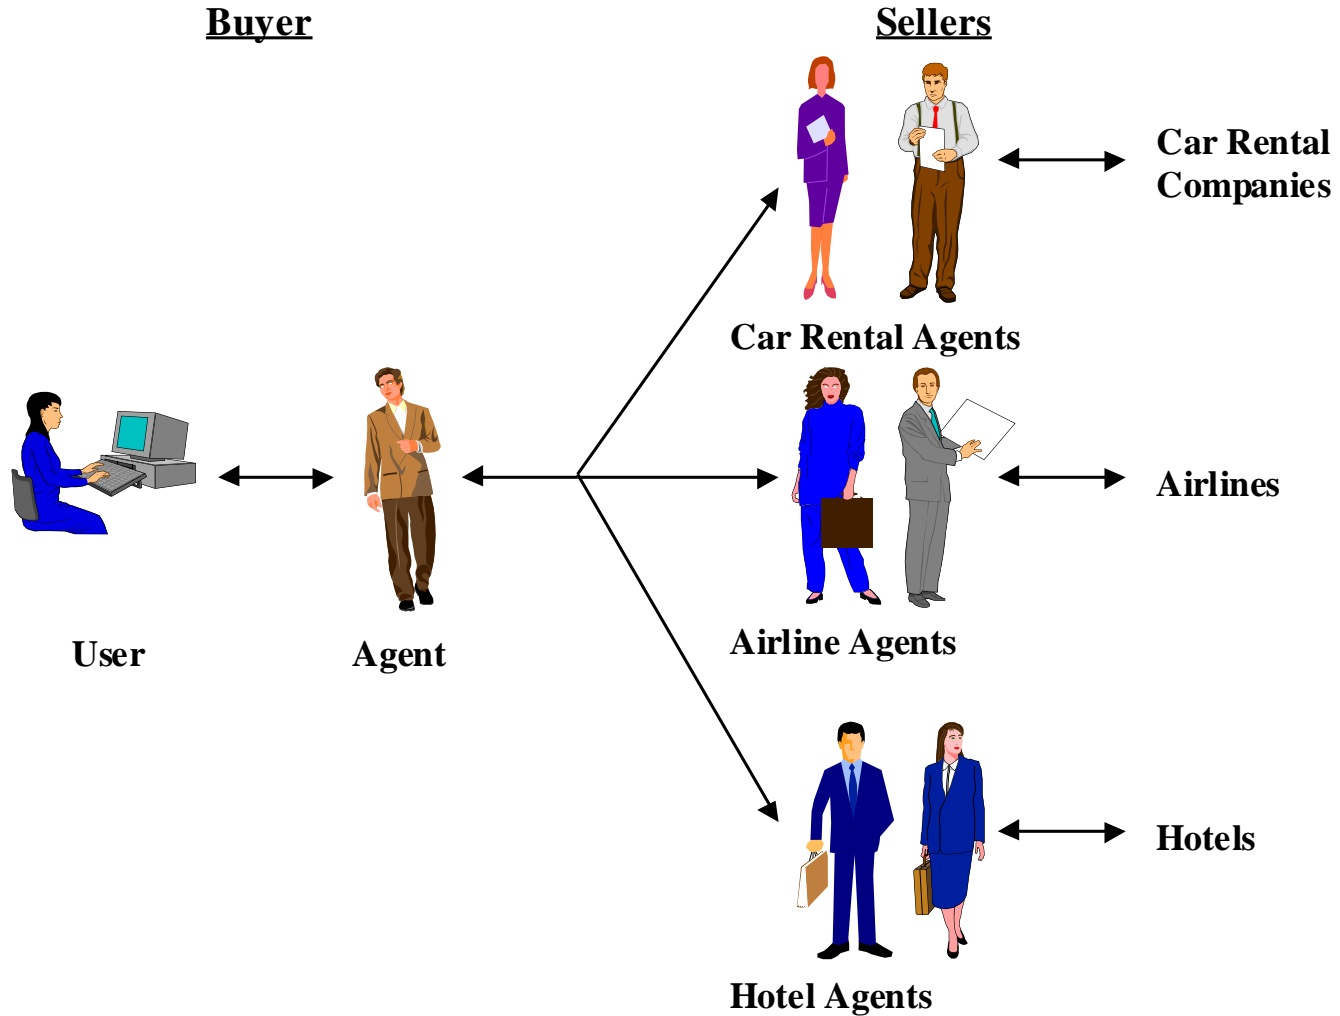 Buyer
Sellers
Car Rental
Companies
Car Rental Agents
Airlines
User
Agent
Airline Agents
Hotels
Hotel Agents